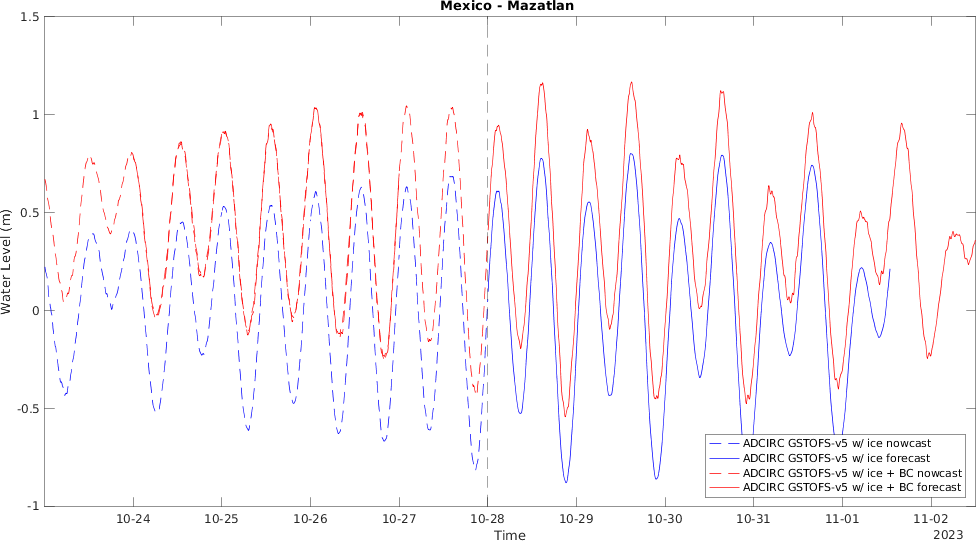 Mexico - Mazatlan
1.5
1
0.5
0
-0.5
-1
Water Level (m)
ADCIRC GSTOFS-v5 w/ ice nowcast
ADCIRC GSTOFS-v5 w/ ice forecast
ADCIRC GSTOFS-v5 w/ ice + BC nowcast
ADCIRC GSTOFS-v5 w/ ice + BC forecast
10-24 10-25 10-26 10-27 10-28 10-29 10-30 10-31 11-01 11-02
Time
2023